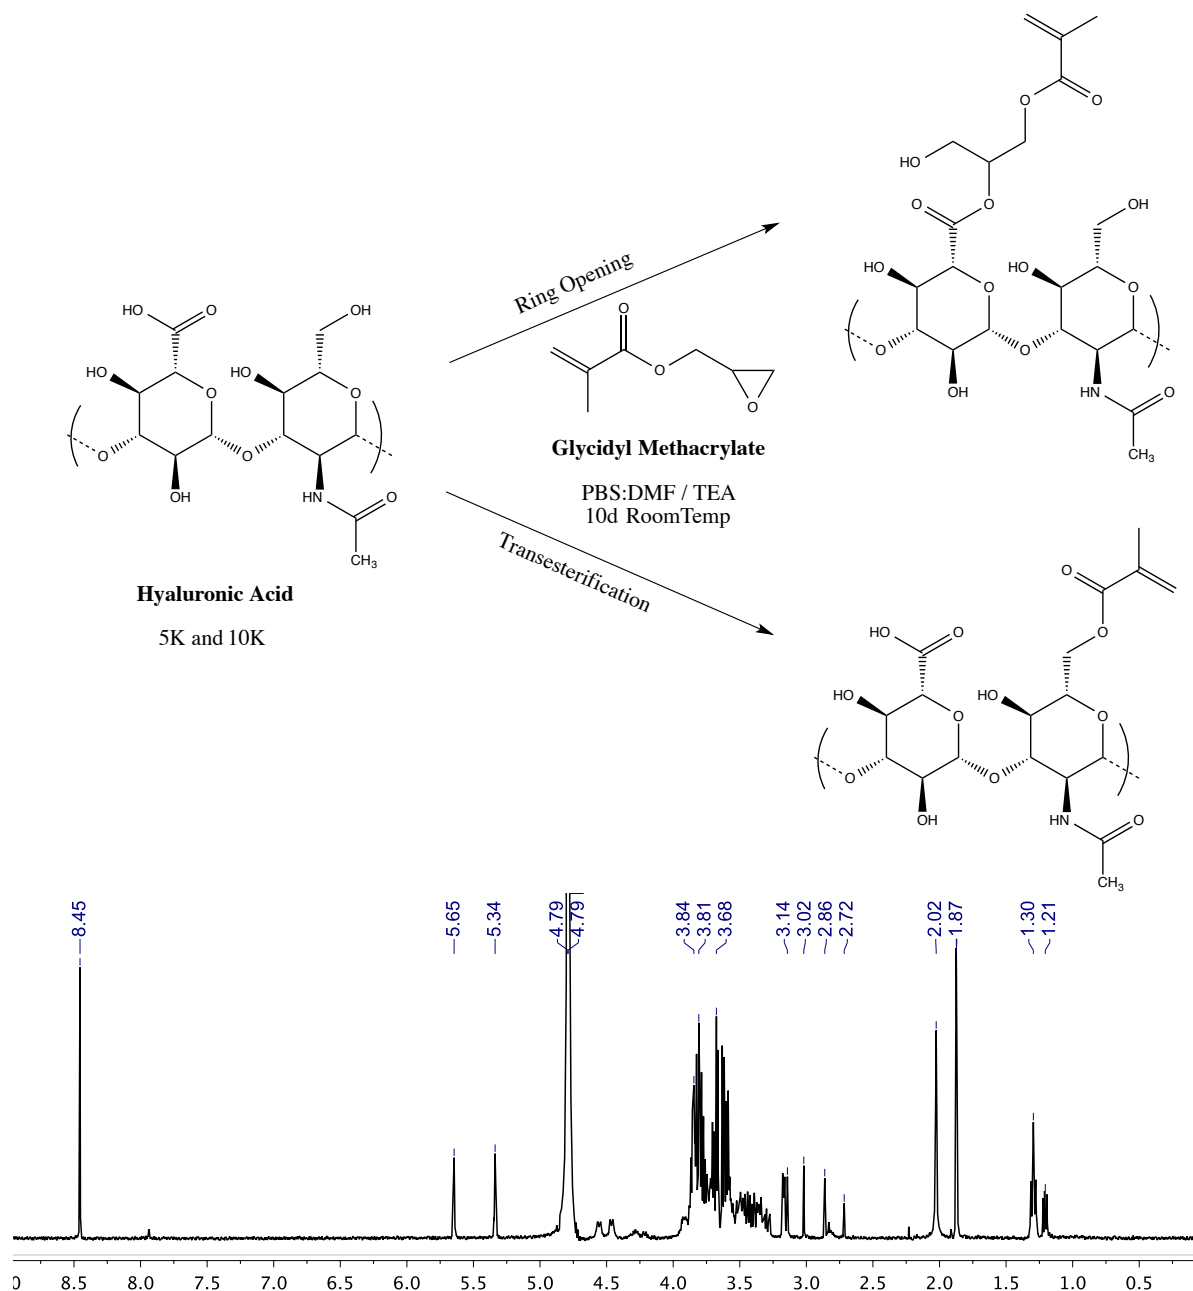 O
O
HO
O
O
HO
O
O
OH
HO
HO
O
O
O
O
OH
HN
O
CH₃
Ring Opening
O
O
O
Glycidyl Methacrylate
PBS:DMF / TEA
10d RoomTemp
HO
O
OH
HO
HO
O
O
O
O
OH
HN
O
CH₃
Hyaluronic Acid
5K and 10K
Transesterification
O
O
HO
O
HO
HO
O
O
O
O
OH
HN
O
CH₃
8.45
5.65
5.34
4.79
4.79
3.84
3.81
3.68
3.14
3.02
2.86
2.72
2.02
1.87
1.30
1.21
8.5 8.0 7.5 7.0 6.5 6.0 5.5 5.0 4.5 4.0 3.5 3.0 2.5 2.0 1.5 1.0 0.5